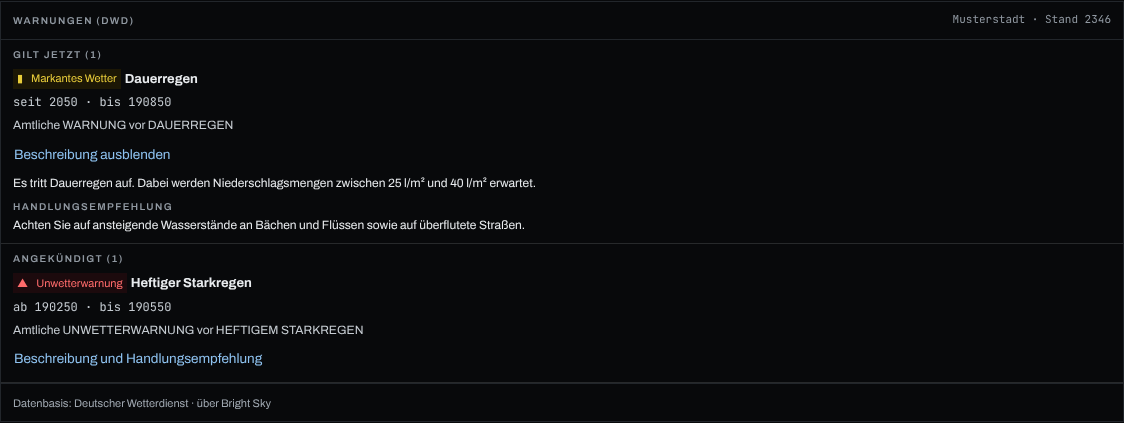 WARNUNGEN (DWD)
Musterstadt · Stand 2346
GILT JETZT (1)
Markantes Wetter Dauerregen
seit 2050 · bis 190850
Amtliche WARNUNG vor DAUERREGEN
Beschreibung ausblenden
Es tritt Dauerregen auf. Dabei werden Niederschlagsmengen zwischen 25 l/m² und 40 l/m² erwartet.
HANDLUNGSEMPFEHLUNG
Achten Sie auf ansteigende Wasserstände an Bächen und Flüssen sowie auf überflutete Straßen.
ANGEKÜNDIGT (1)
Unwetterwarnung Heftiger Starkregen
ab 190250 · bis 190550
Amtliche UNWETTERWARNUNG vor HEFTIGEM STARKREGEN
Beschreibung und Handlungsempfehlung
Datenbasis: Deutscher Wetterdienst · über Bright Sky